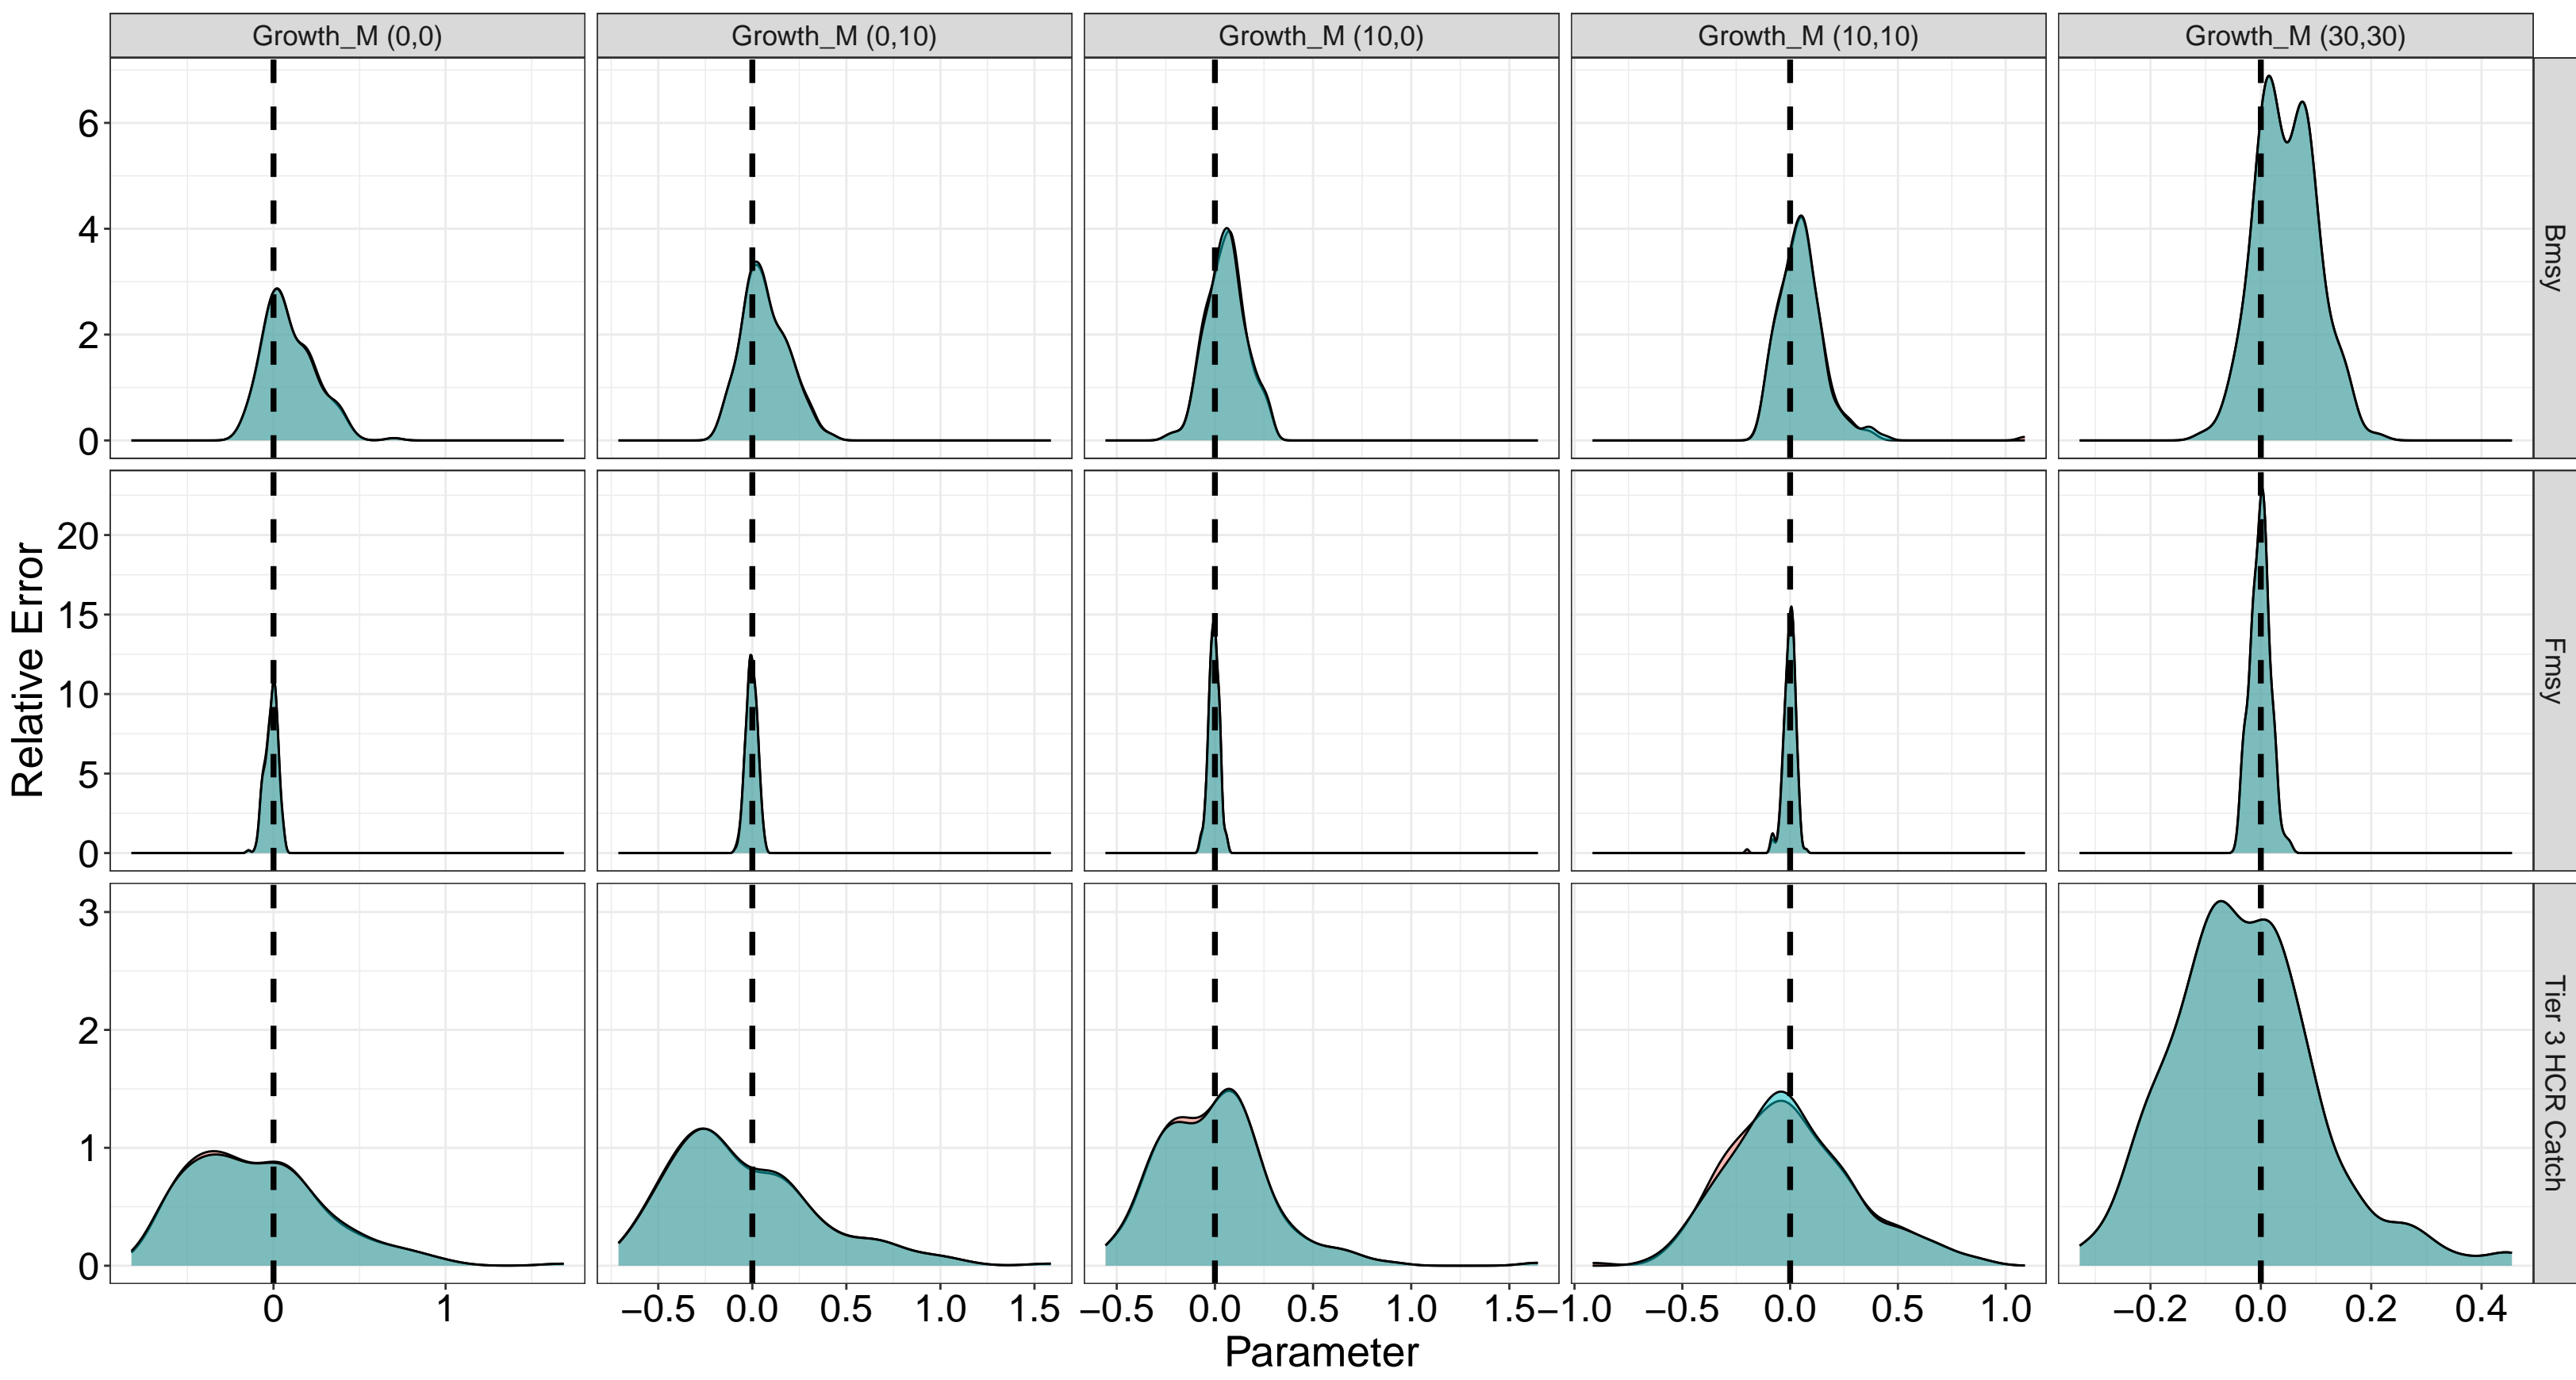 Growth_M (0,0) Growth_M (0,10) Growth_M (10,0) Growth_M (10,10) Growth_M (30,30)
6
4
2
0
Bmsy
20
15
10
5
0
Fmsy
3
2
1
0
Tier 3 HCR Catch
Relative Error
0 1 −0.5 0.0 0.5 1.0 1.5 −0.5 0.0 0.5 1.0 1.5 −1.0 −0.5 0.0 0.5 1.0 −0.2 0.0 0.2 0.4
Parameter